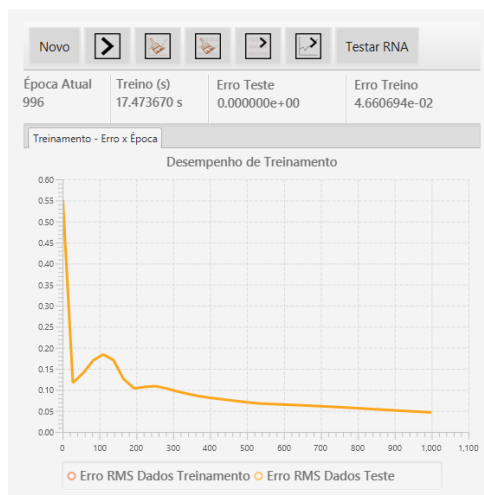 Novo
Testar RNA
Época Atual Treino (s) Erro Teste Erro Treino
996 17.473670 s 0.000000e+00 4.660694e-02
Treinamento - Erro x Época
Desempenho de Treinamento
0.60
0.55
0.50
0.45
0.40
0.35
0.30
0.25
0.20
0.15
0.10
0.05
0.00
0 100 200 300 400 500 600 700 800 900 1,000 1,100
Erro RMS Dados Treinamento Erro RMS Dados Teste